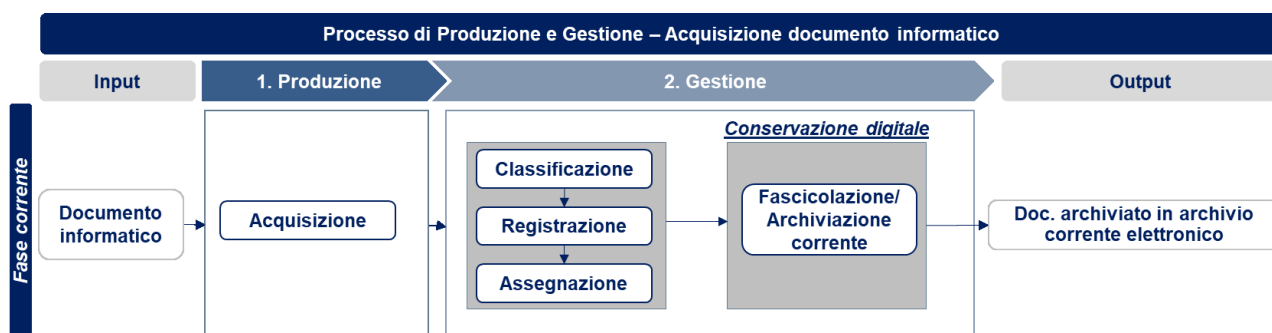 Processo di Produzione e Gestione – Acquisizione documento informatico
Input
1. Produzione
2. Gestione
Output
Fase corrente
Documento
informatico
Acquisizione
Classificazione
Registrazione
Assegnazione
Conservazione digitale
Fascicolazione/
Archiviazione
corrente
Doc. archiviato in archivio
corrente elettronico